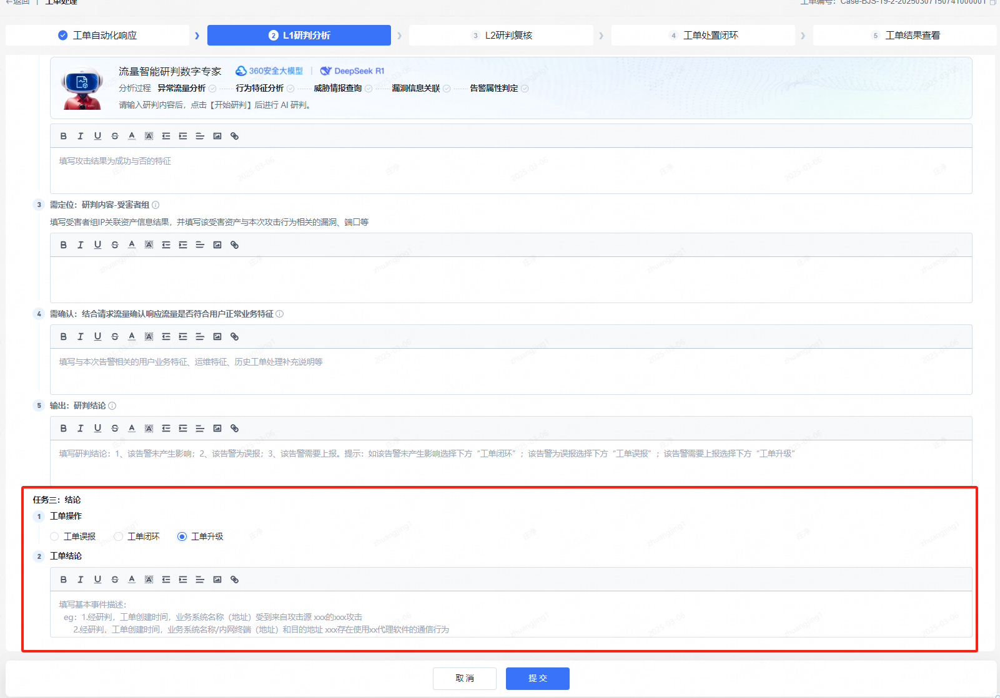 ←返回 | 工单处理
工单编号：Case-BJS-19-2-20250307150741000001
工单自动化响应
2 L1研判分析
3 L2研判复核
4 工单处置闭环
5 工单结果查看
流量智能研判数字专家 360安全大模型 | DeepSeek R1
分析过程 异常流量分析 行为特征分析 威胁情报查询 漏洞信息关联 告警属性判定
请输入研判内容后，点击【开始研判】后进行 AI 研判。
B I U S A A
填写攻击结果为成功与否的特征
3 需定位：研判内容-受害者组
填写受害者组IP关联资产信息结果，并填写该受害资产与本次攻击行为相关的漏洞、端口等
B I U S A A
4 需确认：结合请求流量确认响应流量是否符合用户正常业务特征
B I U S A A
填写与本次告警相关的用户业务特征、运维特征、历史工单处理补充说明等
5 输出：研判结论
B I U S A A
填写研判结论：1、该告警未产生影响；2、该告警为误报；3、该告警需要上报。提示：如该告警未产生影响选择下方“工单闭环”；该告警为误报选择下方“工单误报”；该告警需要上报选择下方“工单升级”
任务三：结论
1 工单操作
工单误报 工单闭环 工单升级
2 工单结论
B I U S A A
填写基本事件描述：
eg：1.经研判，工单创建时间，业务系统名称（地址）受到来自攻击源 xxx的xxx攻击
2.经研判，工单创建时间，业务系统名称/内网终端（地址）和目的地址 xxx存在使用xx代理软件的通信行为
取消
提交
庄净
zhuangjing1
2025-03-06